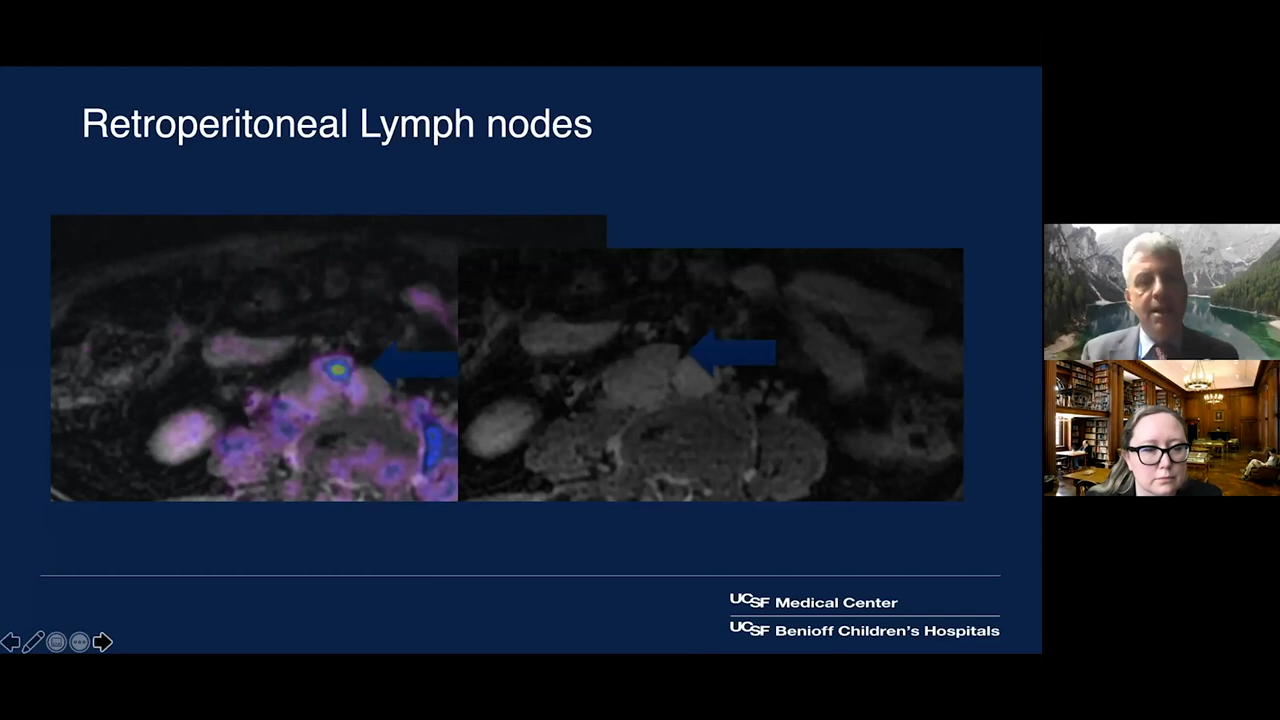 Retroperitoneal Lymph nodes
UCSF Medical Center
UCSF Benioff Children's Hospitals